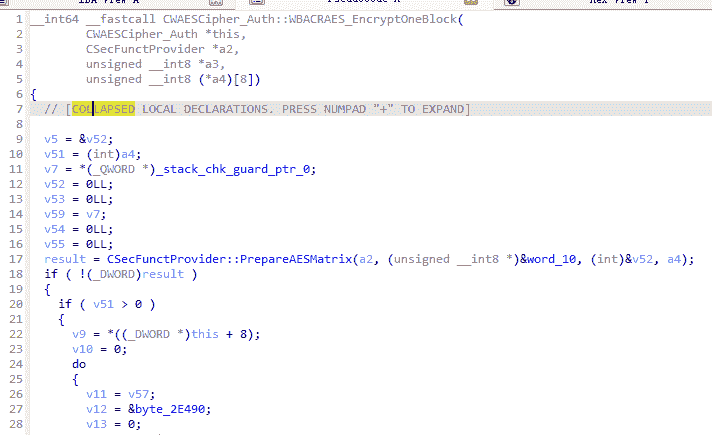 1 __int64 __fastcall CWAESCipher_Auth::WBACRAES_EncryptOneBlock(
2 CWAESCipher_Auth *this,
3 CSecFunctProvider *a2,
4 unsigned __int8 *a3,
5 unsigned __int8 (*a4)[8])
6 {
7 // [COLLAPSED LOCAL DECLARATIONS. PRESS NUMPAD "+" TO EXPAND]
8
9 v5 = &v52;
10 v51 = (int)a4;
11 v7 = *(_QWORD *)_stack_chk_guard_ptr_0;
12 v52 = 0LL;
13 v53 = 0LL;
14 v59 = v7;
15 v54 = 0LL;
16 v55 = 0LL;
17 result = CSecFunctProvider::PrepareAESMatrix(a2, (unsigned __int8 *)&word_10, (int)&v52, a4);
18 if ( !(_DWORD)result )
19 {
20 if ( v51 > 0 )
21 {
22 v9 = *((_DWORD *)this + 8);
23 v10 = 0;
24 do
25 {
26 v11 = v57;
27 v12 = &byte_2E490;
28 v13 = 0;